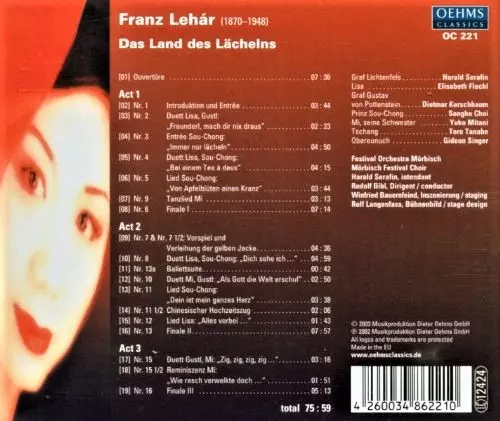 Franz Lehár (1870–1948)
Das Land des Lächelns
OEHMS
CLASSICS
OC 221
[01] Ouvertüre 07 : 36
Act 1
[02] Nr. 1 Introduktion und Entrée 03 : 44
[03] Nr. 2 Duett Lisa, Gustl:
„Freunderl, mach dir nix draus" 02 : 23
[04] Nr. 3 Entrée Sou-Chong:
„Immer nur lächeln" 04 : 50
[05] Nr. 4 Duett Lisa, Sou-Chong:
„Bei einem Tee à deux" 04 : 15
[06] Nr. 5 Lied Sou-Chong:
„Von Apfelblüten einen Kranz" 03 : 44
[07] Nr. 9 Tanzlied Mi 03 : 13
[08] Nr. 6 Finale I 07 : 14
Act 2
[09] Nr. 7 & Nr. 7 1/2: Vorspiel und
Verleihung der gelben Jacke. 04 : 36
[10] Nr. 8 Duett Lisa, Sou-Chong: „Dich sehe ich ..." 04 : 59
[11] Nr. 13a Ballettsuite 00 : 42
[12] Nr. 10 Duett Mi, Gustl: „Als Gott die Welt erschuf" 04 : 50
[13] Nr. 11 Lied Sou-Chong:
„Dein ist mein ganzes Herz" 03 : 38
[14] Nr. 11 1/2 Chinesischer Hochzeitszug 02 : 06
[15] Nr. 12 Lied Lisa: „Alles vorbei ..." 01 : 04
[16] Nr. 13 Finale II 07 : 57
Act 3
[17] Nr. 15 Duett Gustl, Mi: „Zig, zig, zig, zig ..." 03 : 16
[18] Nr. 15 1/2 Reminiszenz Mi:
„Wie rasch verwelkte doch ..." 01 : 51
[19] Nr. 16 Finale III 05 : 13
total 75 : 59
Graf Lichtenfels Harald Serafin
Lisa Elisabeth Flechl
Graf Gustav
von Pottenstein Dietmar Kerschbaum
Prinz Sou-Chong Sangho Choi
Mi, seine Schwester Yuko Mitani
Tschang Toru Tanabe
Obereunuch Gideon Singer
Festival Orchestra Mörbisch
Mörbisch Festival Choir
Harald Serafin, intendant
Rudolf Bibl, Dirigent / conductor
Winfried Bauernfeind, Inszenierung / staging
Rolf Langenfass, Bühnenbild / stage design
℗ 2003 Musikproduktion Dieter Oehms GmbH
© 2002 Musikproduktion Dieter Oehms GmbH
All logos and trademarks are protected
Made in the EU
www.oehmsclassics.de
LC 12424
4 260034 862210